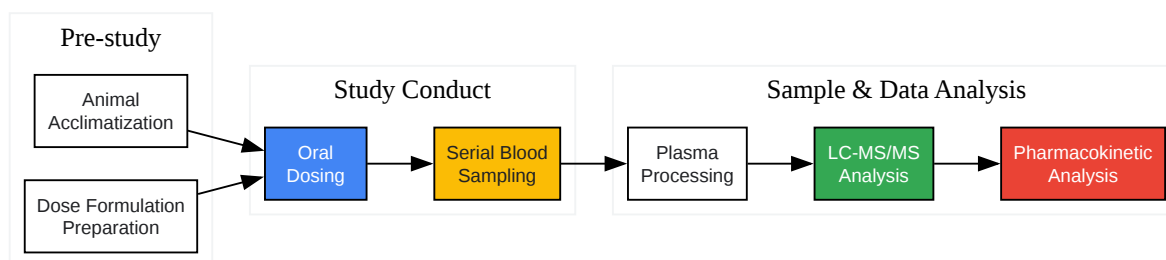 Pre-study
Animal
Acclimatization
Dose Formulation
Preparation
Study Conduct
Oral
Dosing
Serial Blood
Sampling
Sample & Data Analysis
Plasma
Processing
LC-MS/MS
Analysis
Pharmacokinetic
Analysis